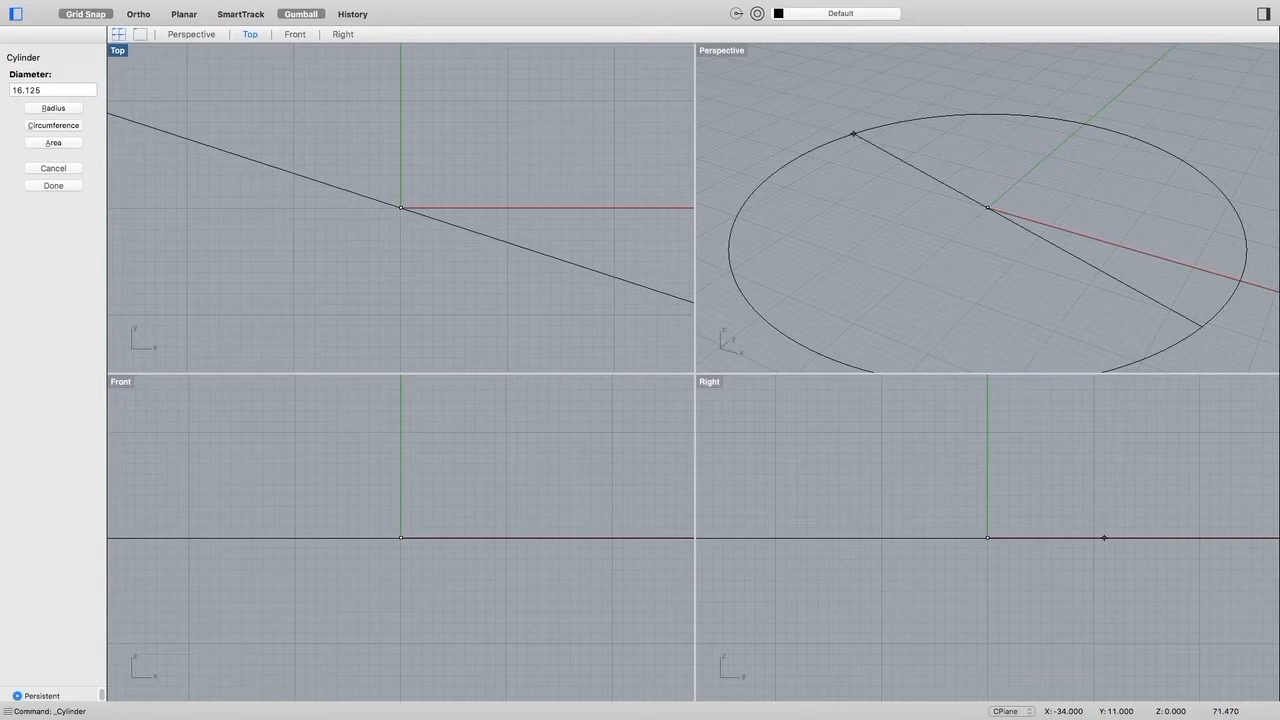 Grid Snap Ortho Planar SmartTrack Gumball History Default
Perspective Top Front Right
Cylinder
Diameter:
16.125
Radius
Circumference
Area
Cancel
Done
Top
Perspective
y
x
z
y
x
Front
Right
z
x
z
y
Persistent
Command: _Cylinder CPlane X: -34.000 Y: 11.000 Z: 0.000 71.470